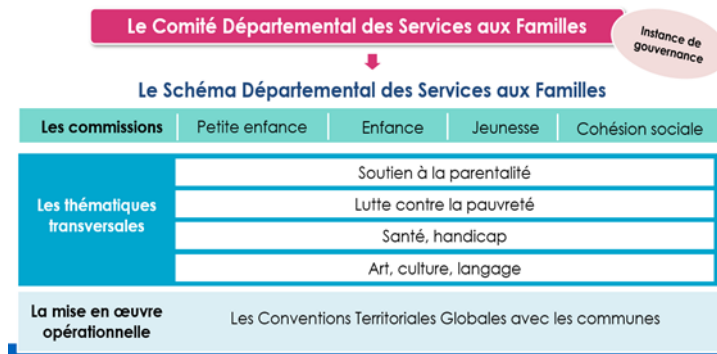 Le Comité Départemental des Services aux Familles
Instance de
gouvernance
Le Schéma Départemental des Services aux Familles
Les commissions Petite enfance Enfance Jeunesse Cohésion sociale
Les thématiques
transversales
Soutien à la parentalité
Lutte contre la pauvreté
Santé, handicap
Art, culture, langage
La mise en œuvre
opérationnelle
Les Conventions Territoriales Globales avec les communes